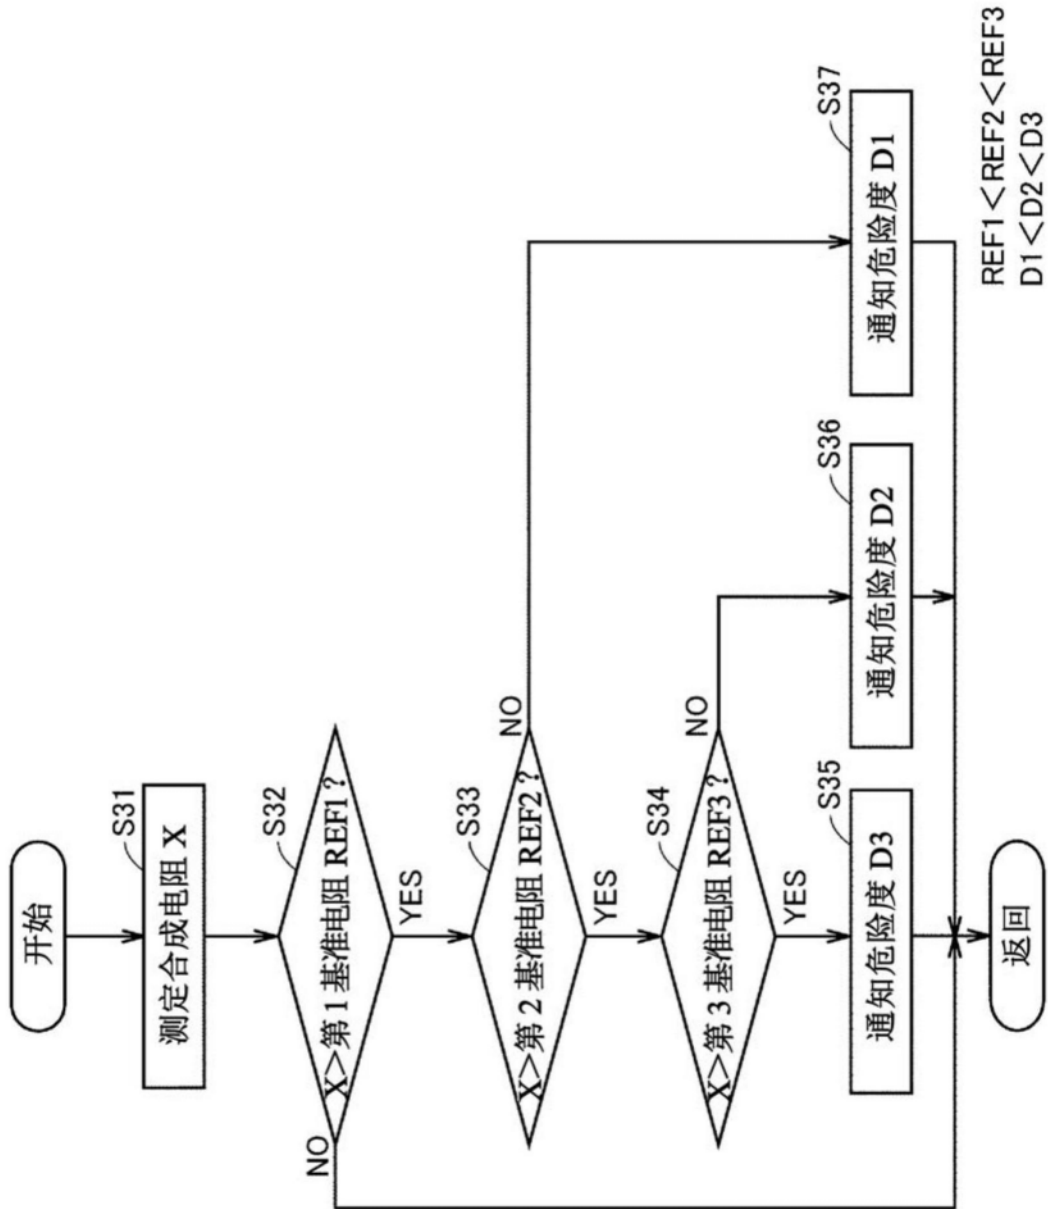 开始
S31
测定合成电阻 X
S32
X>第 1 基准电阻 REF1?
NO
YES
S33
X>第 2 基准电阻 REF2?
NO
YES
S34
X>第 3 基准电阻 REF3?
NO
YES
S35
通知危险度 D3
S36
通知危险度 D2
S37
通知危险度 D1
返回
REF1<REF2<REF3
D1<D2<D3